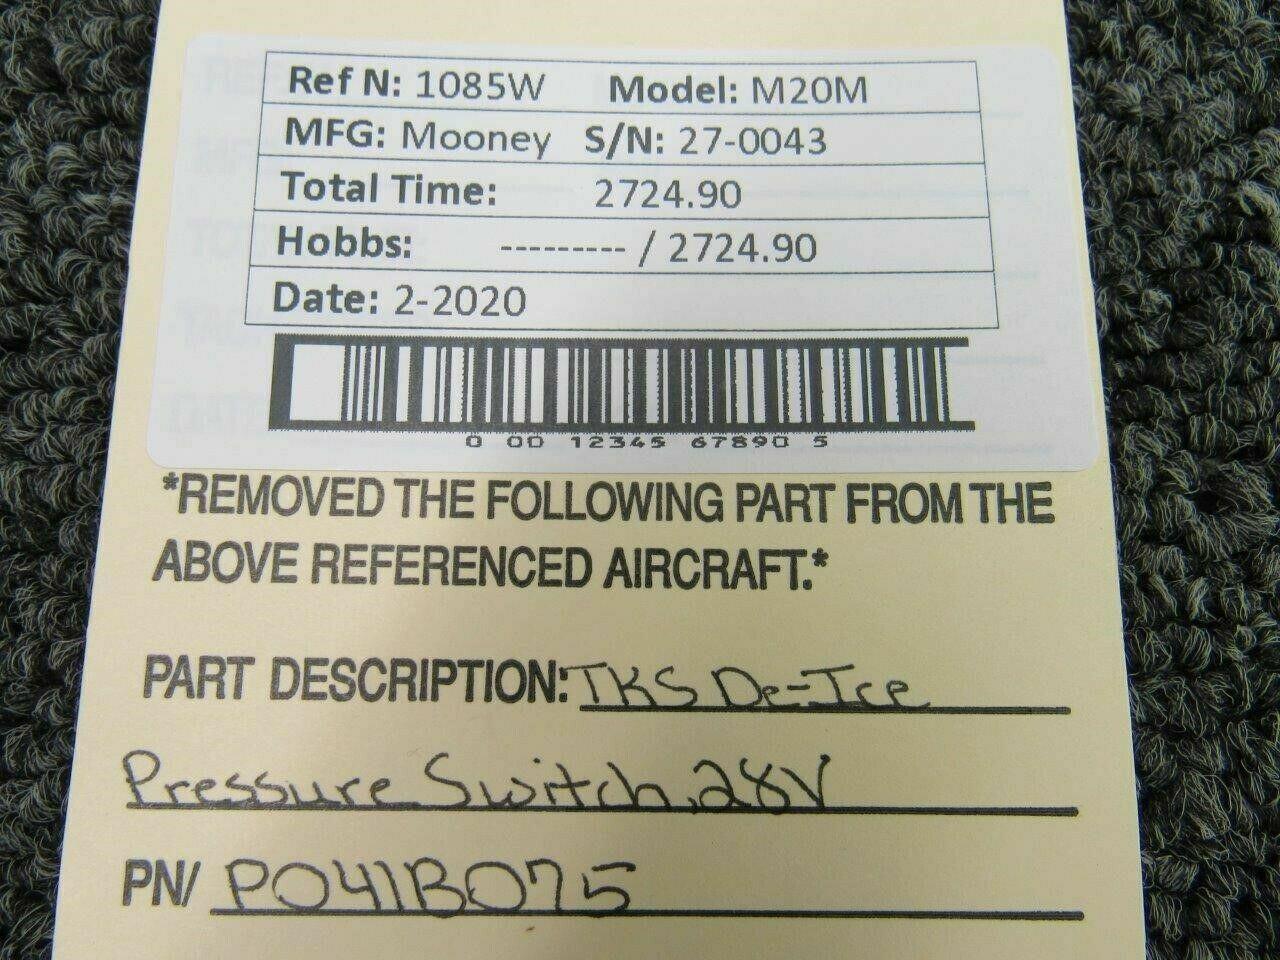 Ref N: 1085W Model: M20M
MFG: Mooney S/N: 27-0043
Total Time: 2724.90
Hobbs: --------- / 2724.90
Date: 2-2020
0 00 12345 67890 5
*REMOVED THE FOLLOWING PART FROM THE
ABOVE REFERENCED AIRCRAFT.*
PART DESCRIPTION: TKS De-Ice
Pressure Switch, 28V
PN/ P041B075